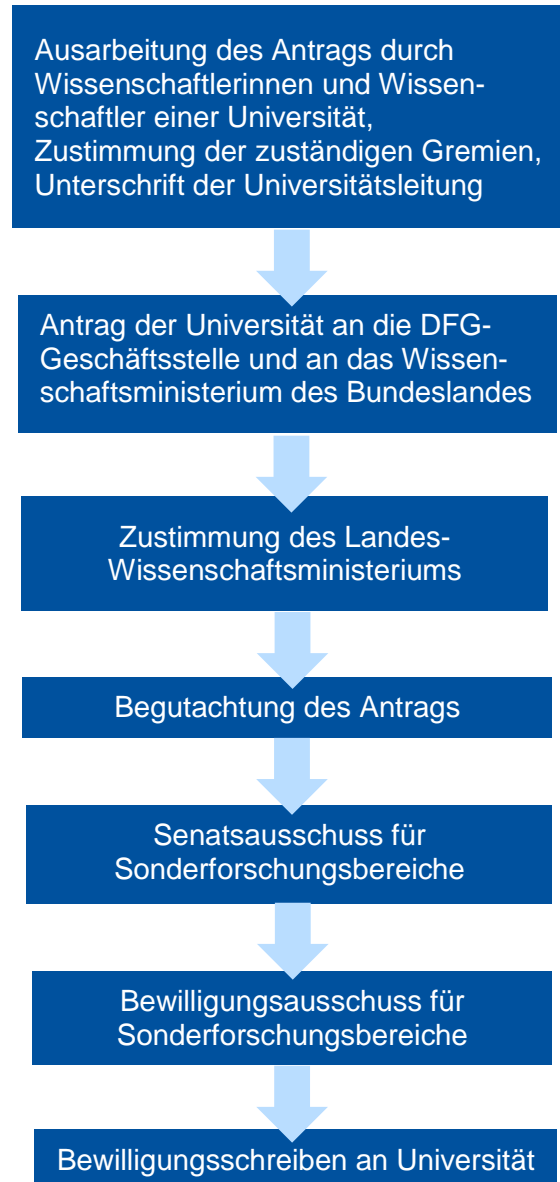 Ausarbeitung des Antrags durch
Wissenschaftlerinnen und Wissen-
schaftler einer Universität,
Zustimmung der zuständigen Gremien,
Unterschrift der Universitätsleitung
Antrag der Universität an die DFG-
Geschäftsstelle und an das Wissen-
schaftsministerium des Bundeslandes
Zustimmung des Landes-
Wissenschaftsministeriums
Begutachtung des Antrags
Senatsausschuss für
Sonderforschungsbereiche
Bewilligungsausschuss für
Sonderforschungsbereiche
Bewilligungsschreiben an Universität